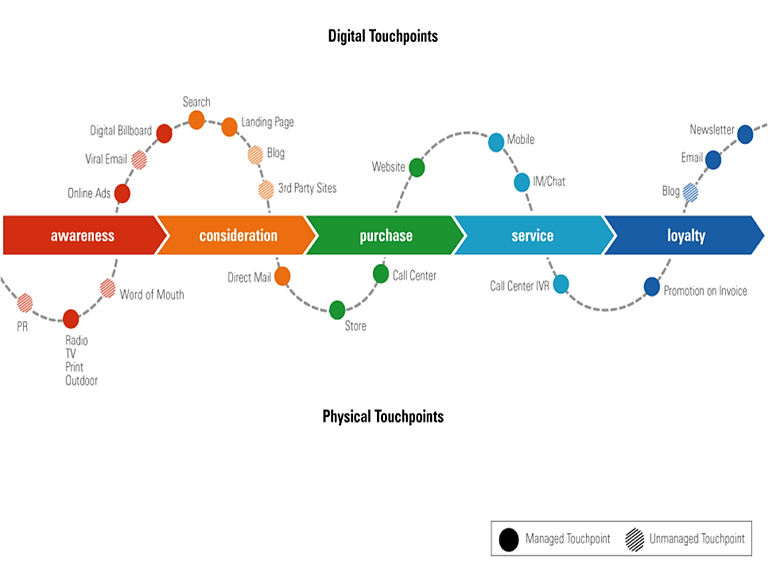 Digital Touchpoints
Search
Landing Page
Digital Billboard
Newsletter
Mobile
Viral Email
Blog
Email
Website
Online Ads
3rd Party Sites
IM/Chat
Blog
awareness
consideration
purchase
service
loyalty
Direct Mail
Call Center
Call Center IVR
Promotion on Invoice
Word of Mouth
PR
Store
Radio
TV
Print
Outdoor
Physical Touchpoints
Managed Touchpoint
Unmanaged Touchpoint